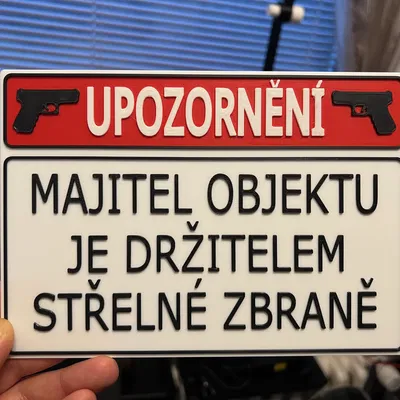 UPOZORNĚNÍ
MAJITEL OBJEKTU
JE DRŽITELEM
STŘELNÉ ZBRANĚ